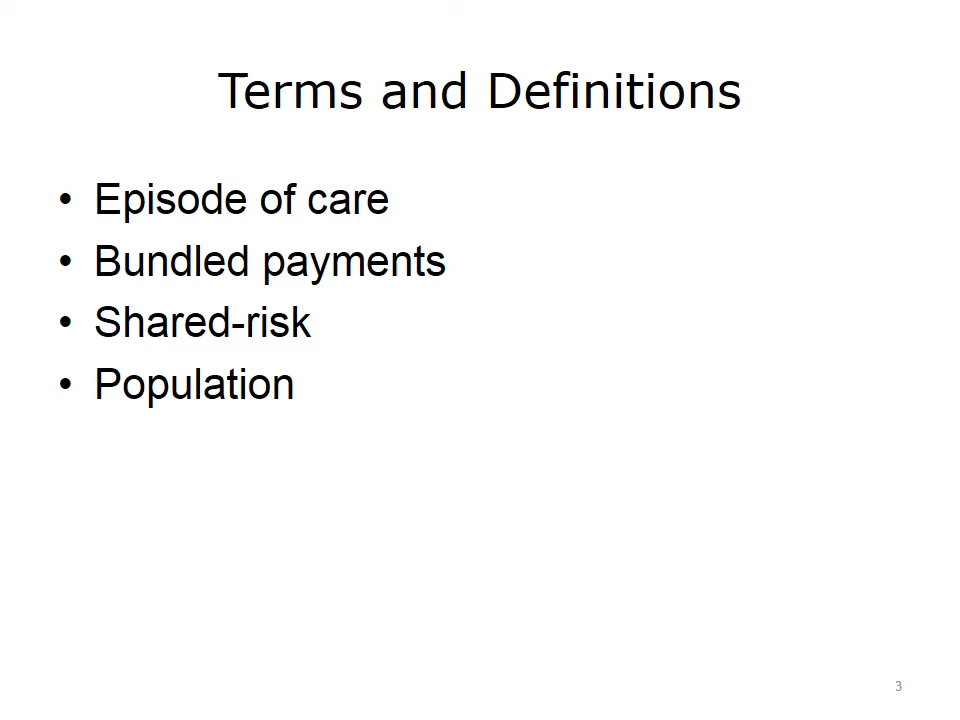 Terms and Definitions
• Episode of care
• Bundled payments
• Shared-risk
• Population
3